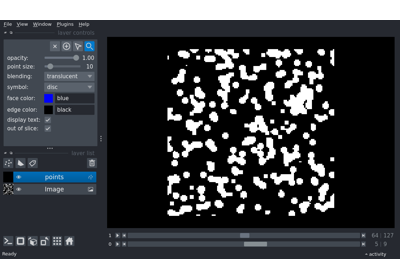 File View Window Plugins Help
layer controls
opacity: 1.00
point size: 10
blending: translucent
symbol: disc
face color: blue
edge color: black
display text:
out of slice:
layer list
points
Image
1 64 127
0 5 9
Ready
activity